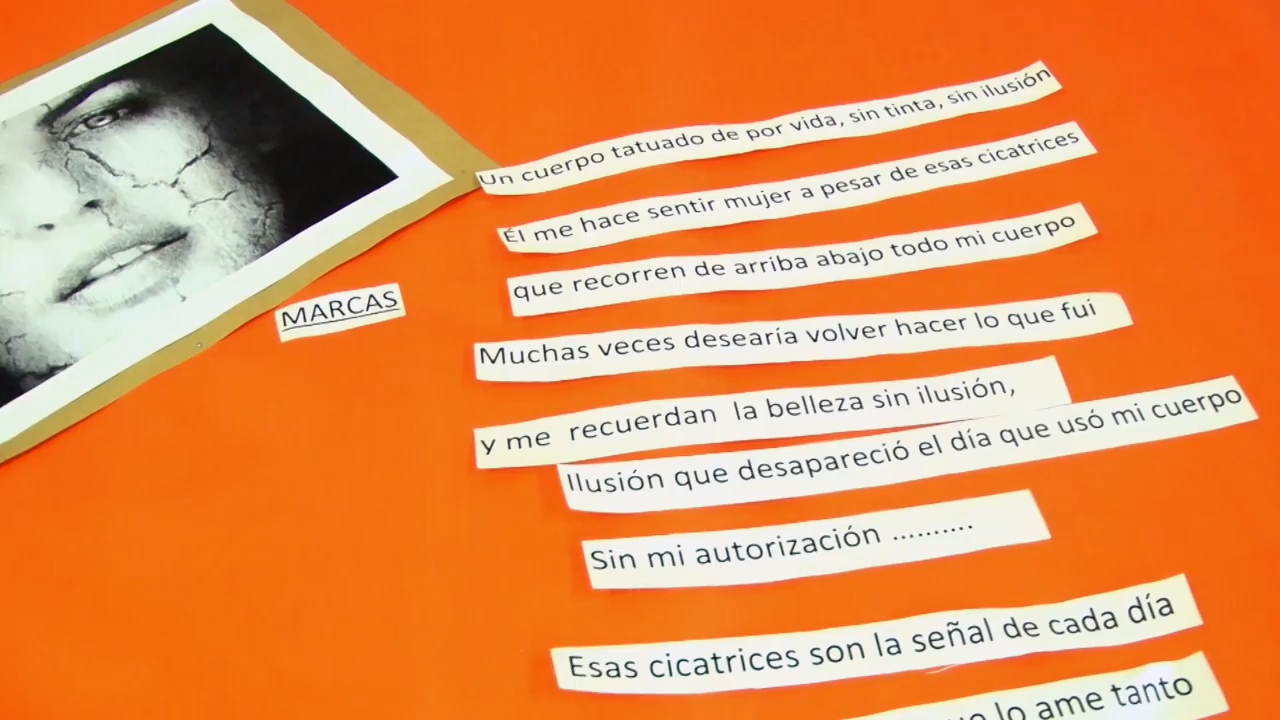 MARCAS
Un cuerpo tatuado de por vida, sin tinta, sin ilusión
Él me hace sentir mujer a pesar de esas cicatrices
que recorren de arriba abajo todo mi cuerpo
Muchas veces desearía volver hacer lo que fui
y me recuerdan la belleza sin ilusión,
Ilusión que desapareció el día que usó mi cuerpo
Sin mi autorización ..........
Esas cicatrices son la señal de cada día
lo ame tanto